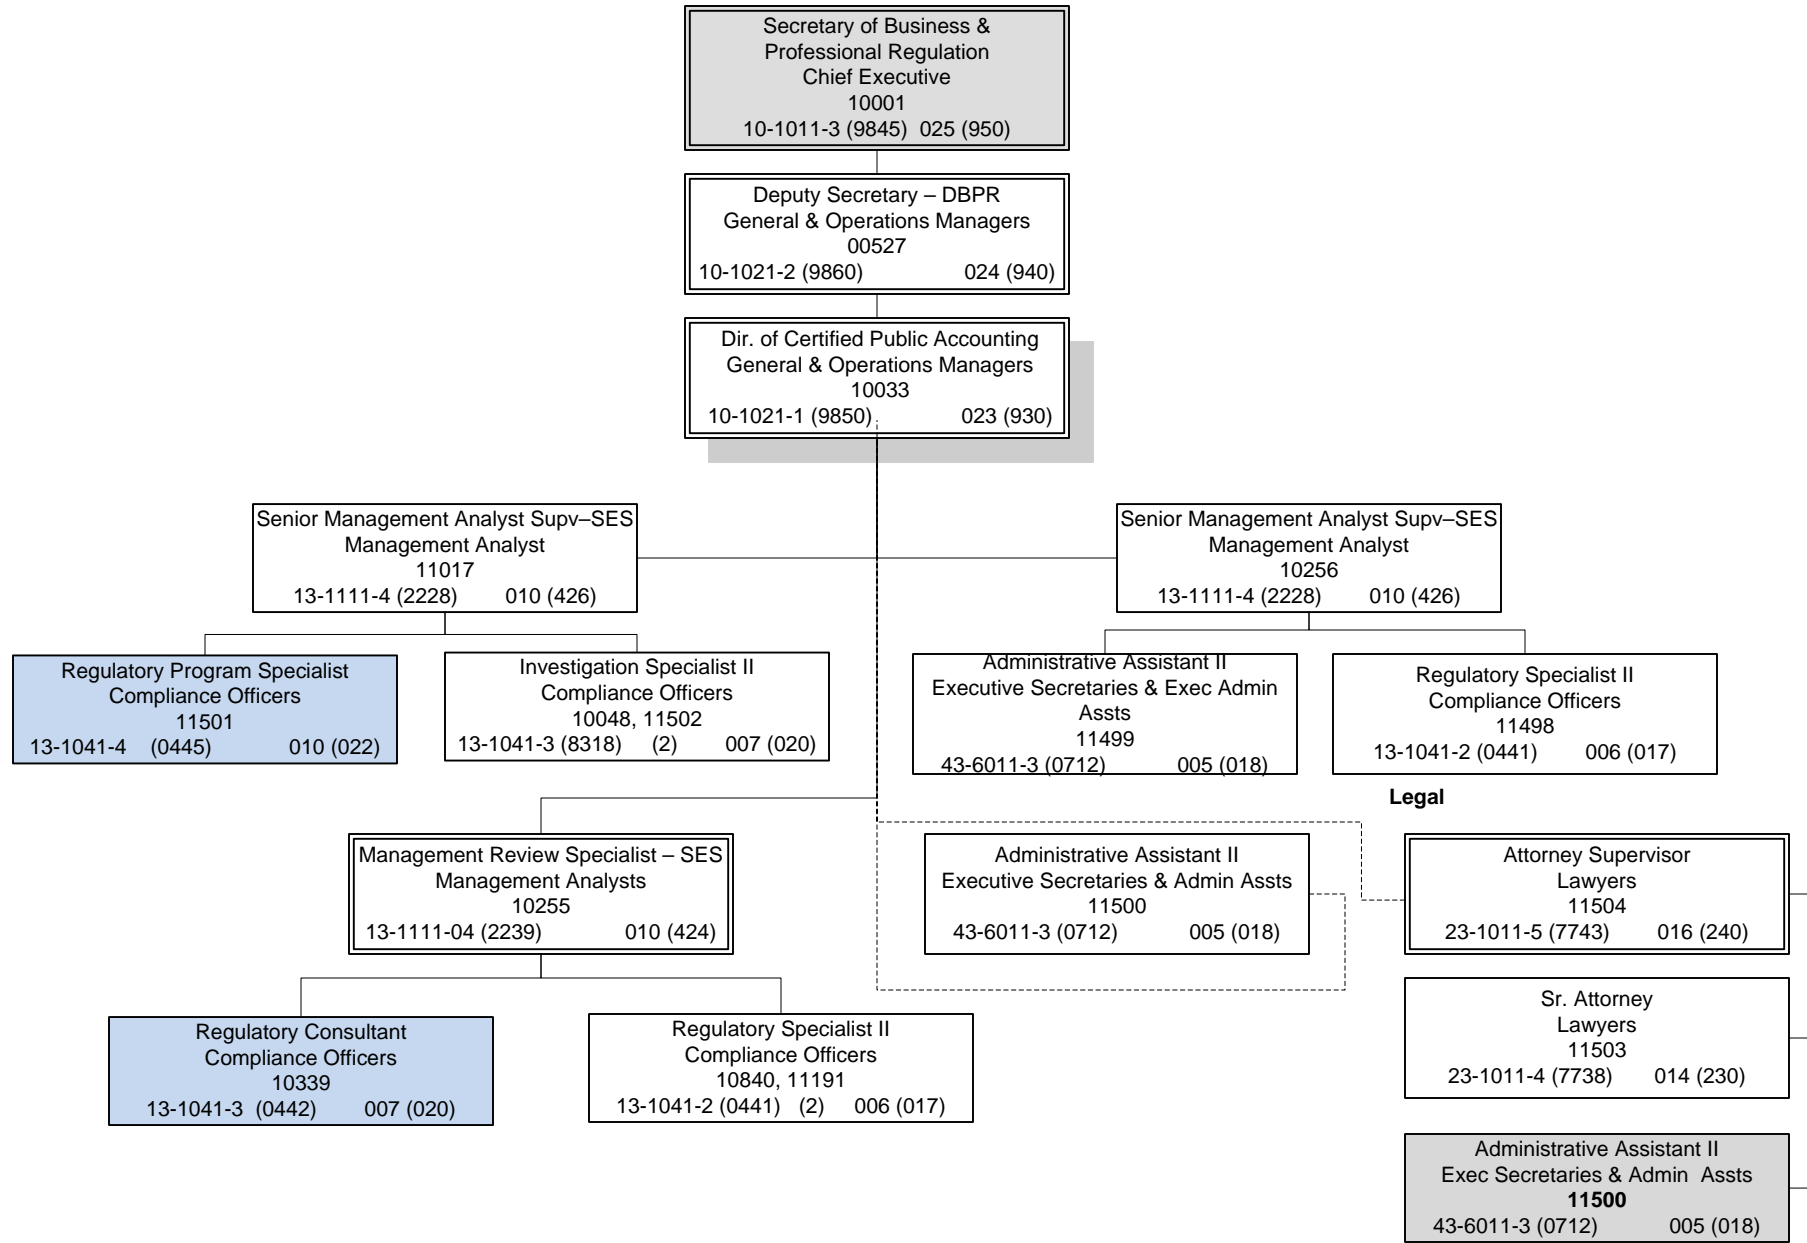 Secretary of Business &
Professional Regulation
Chief Executive
10001
10-1011-3 (9845) 025 (950)
Deputy Secretary – DBPR
General & Operations Managers
00527
10-1021-2 (9860) 024 (940)
Dir. of Certified Public Accounting
General & Operations Managers
10033
10-1021-1 (9850) 023 (930)
Senior Management Analyst Supv–SES
Management Analyst
11017
13-1111-4 (2228) 010 (426)
Senior Management Analyst Supv–SES
Management Analyst
10256
13-1111-4 (2228) 010 (426)
Regulatory Program Specialist
Compliance Officers
11501
13-1041-4 (0445) 010 (022)
Investigation Specialist II
Compliance Officers
10048, 11502
13-1041-3 (8318) (2) 007 (020)
Administrative Assistant II
Executive Secretaries & Exec Admin
Assts
11499
43-6011-3 (0712) 005 (018)
Regulatory Specialist II
Compliance Officers
11498
13-1041-2 (0441) 006 (017)
Legal
Management Review Specialist – SES
Management Analysts
10255
13-1111-04 (2239) 010 (424)
Administrative Assistant II
Executive Secretaries & Admin Assts
11500
43-6011-3 (0712) 005 (018)
Attorney Supervisor
Lawyers
11504
23-1011-5 (7743) 016 (240)
Sr. Attorney
Lawyers
11503
23-1011-4 (7738) 014 (230)
Regulatory Consultant
Compliance Officers
10339
13-1041-3 (0442) 007 (020)
Regulatory Specialist II
Compliance Officers
10840, 11191
13-1041-2 (0441) (2) 006 (017)
Administrative Assistant II
Exec Secretaries & Admin Assts
11500
43-6011-3 (0712) 005 (018)